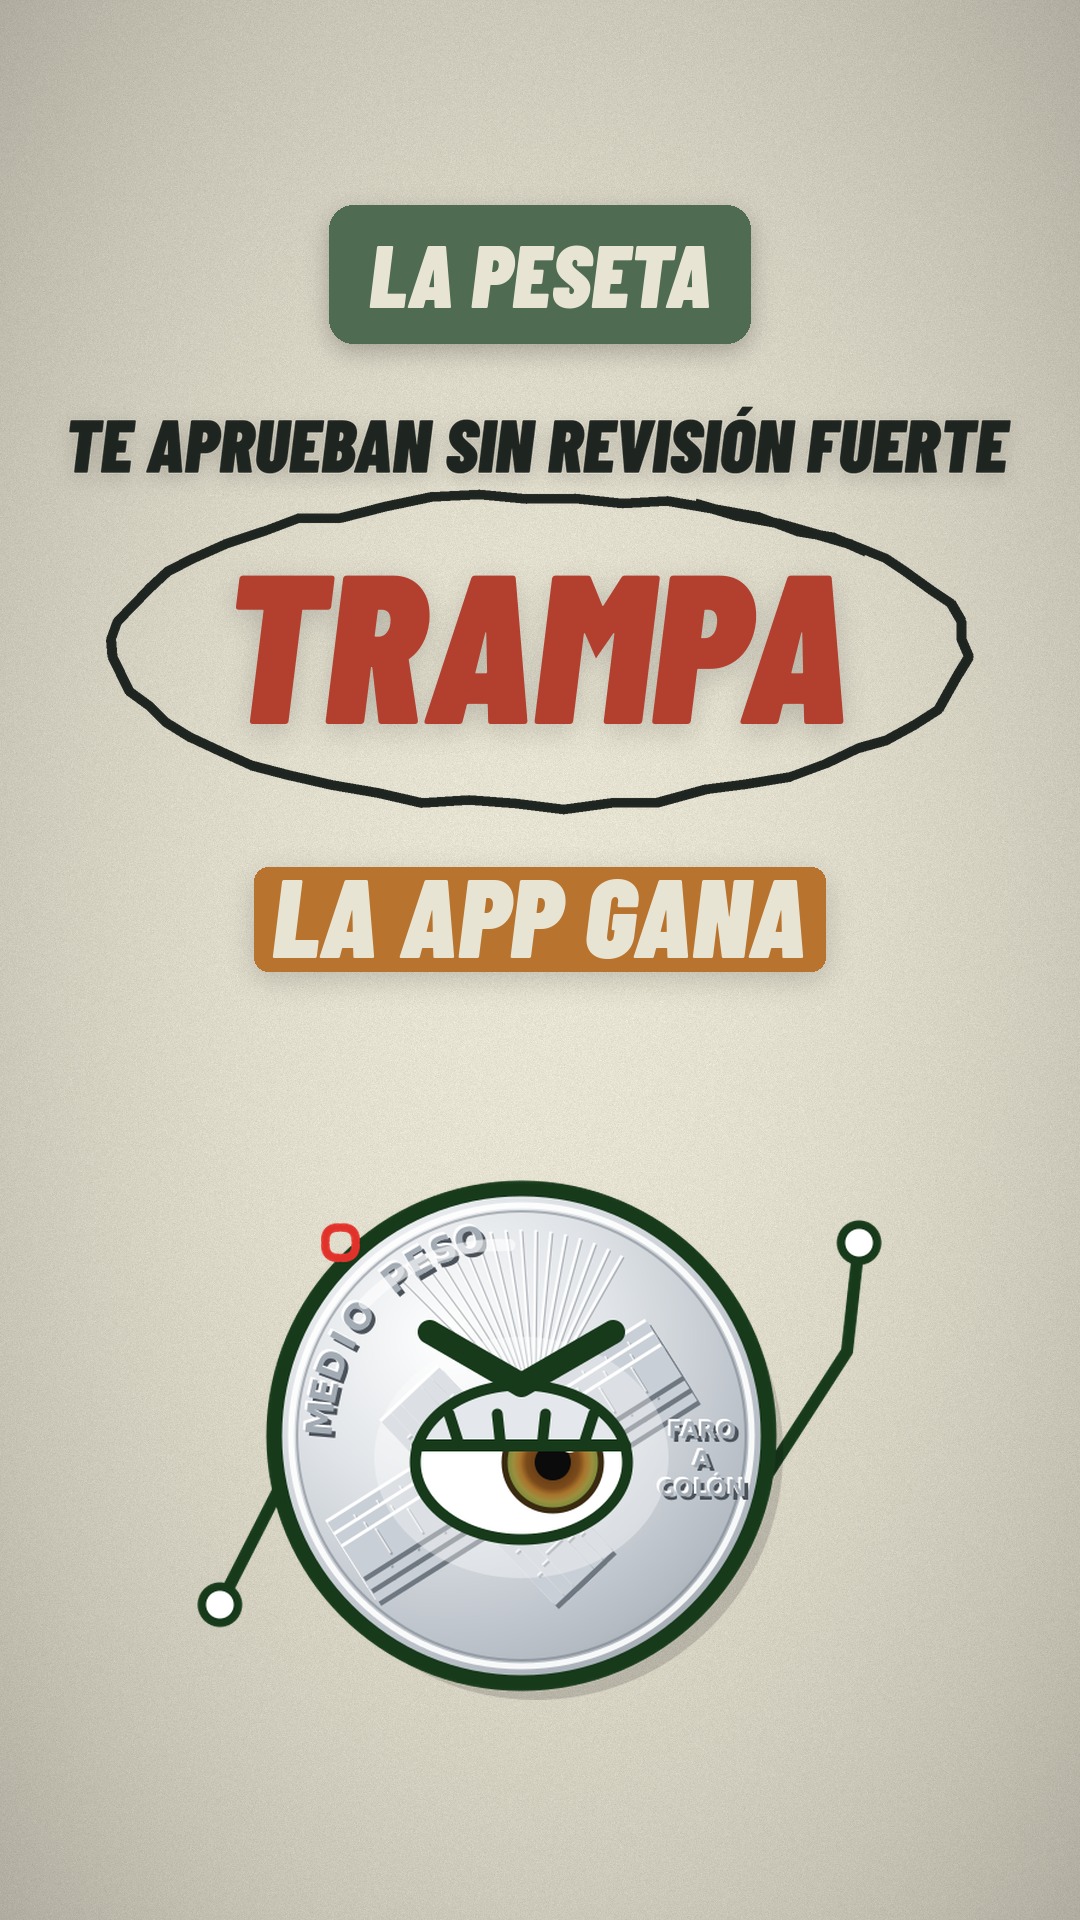 LA PESETA
TE APRUEBAN SIN REVISIÓN FUERTE
TRAMPA
LA APP GANA
MEDIO PESO
FARO
A
COLÓN